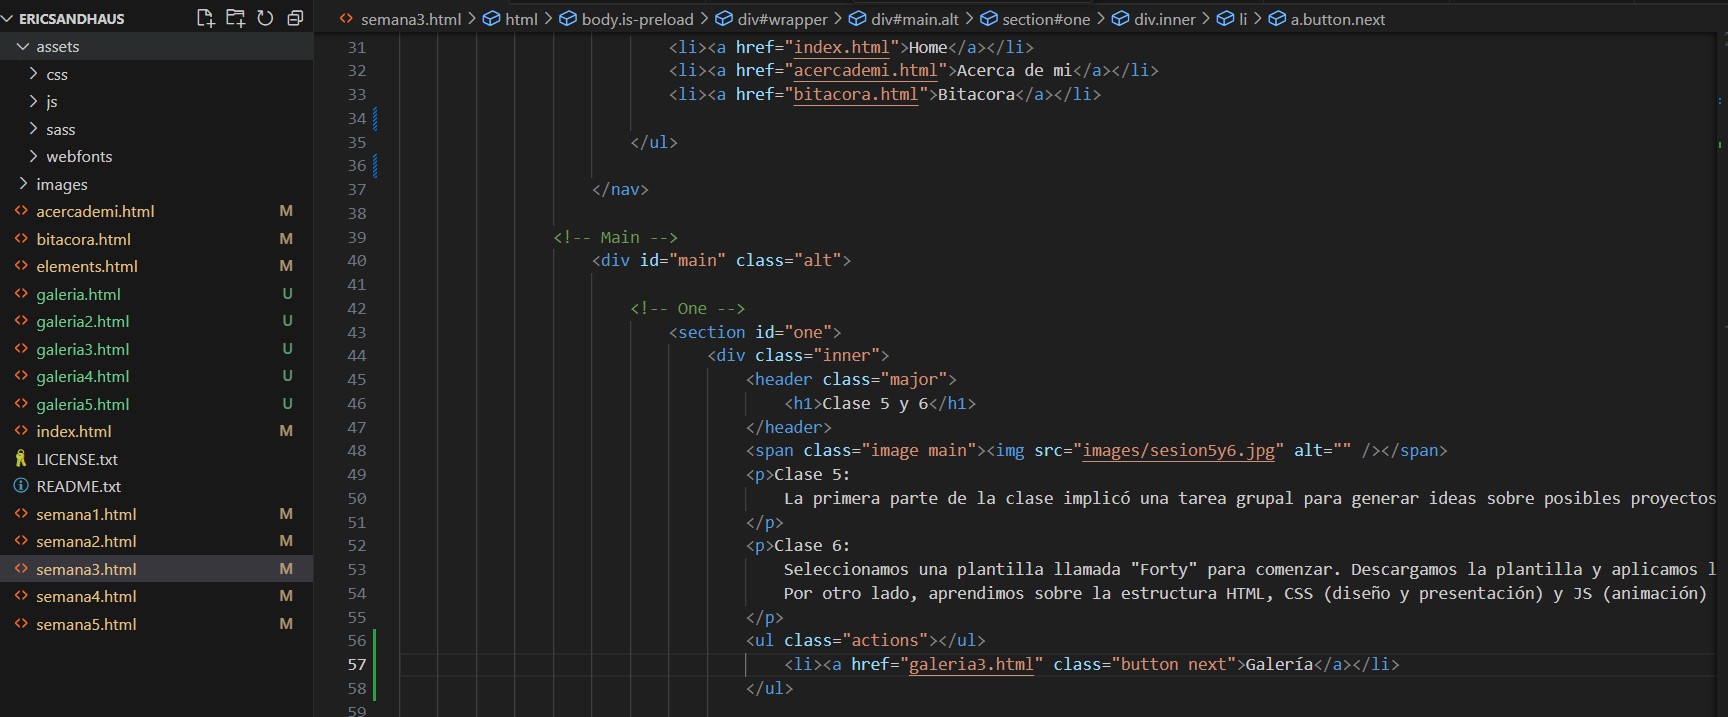 ERICSANDHAUS
assets
css
js
sass
webfonts
images
acercademi.html M
bitacora.html M
elements.html M
galeria.html U
galeria2.html U
galeria3.html U
galeria4.html U
galeria5.html U
index.html M
LICENSE.txt
README.txt
semana1.html M
semana2.html M
semana3.html M
semana4.html M
semana5.html M
semana3.html > html > body.is-preload > div#wrapper > div#main.alt > section#one > div.inner > li > a.button.next
31 <li><a href="index.html">Home</a></li>
32 <li><a href="acercademi.html">Acerca de mi</a></li>
33 <li><a href="bitacora.html">Bitacora</a></li>
34
35 </ul>
36
37 </nav>
38
39 <!-- Main -->
40 <div id="main" class="alt">
41
42 <!-- One -->
43 <section id="one">
44 <div class="inner">
45 <header class="major">
46 <h1>Clase 5 y 6</h1>
47 </header>
48 <span class="image main"><img src="images/sesion5y6.jpg" alt="" /></span>
49 <p>Clase 5:
50 La primera parte de la clase implicó una tarea grupal para generar ideas sobre posibles proyectos
51 </p>
52 <p>Clase 6:
53 Seleccionamos una plantilla llamada "Forty" para comenzar. Descargamos la plantilla y aplicamos l
54 Por otro lado, aprendimos sobre la estructura HTML, CSS (diseño y presentación) y JS (animación)
55 </p>
56 <ul class="actions"></ul>
57 <li><a href="galeria3.html" class="button next">Galería</a></li>
58 </ul>
59